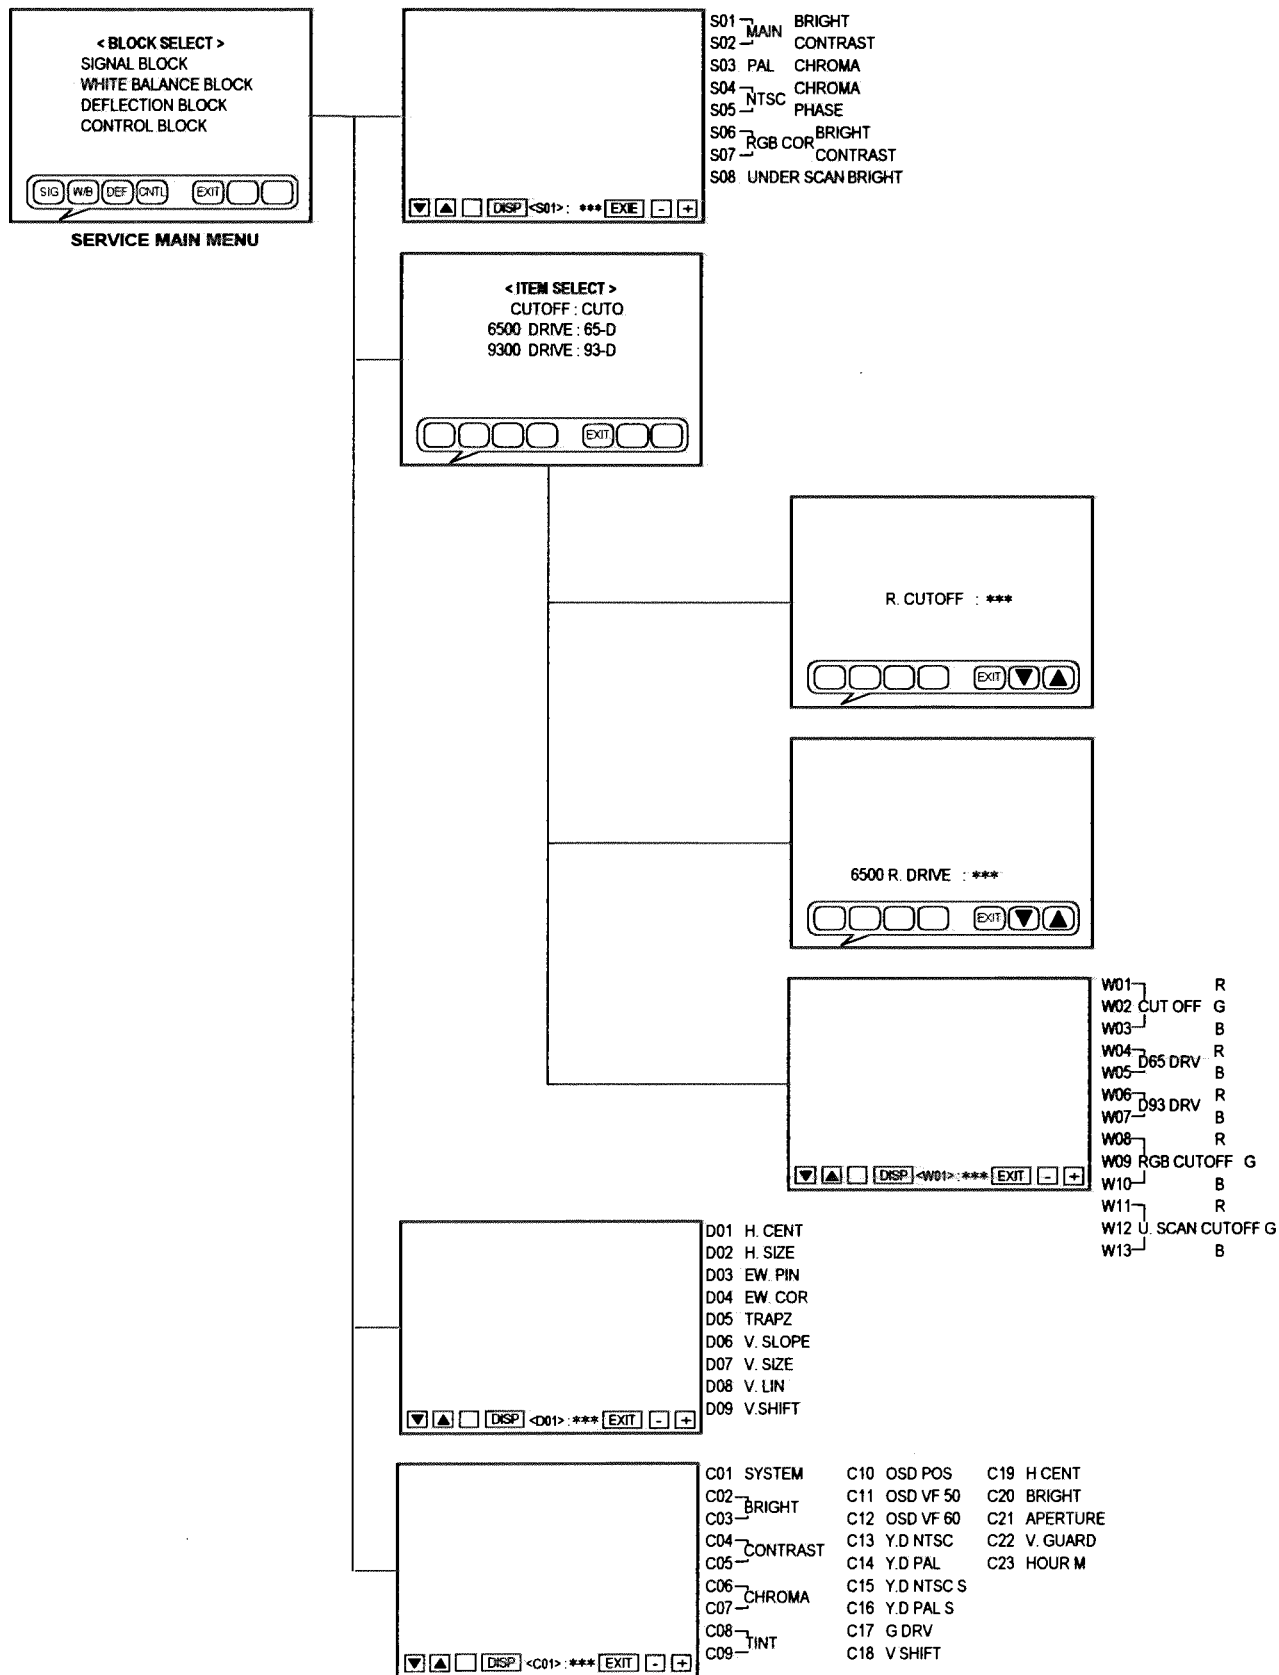 < BLOCK SELECT >
SIGNAL BLOCK
WHITE BALANCE BLOCK
DEFLECTION BLOCK
CONTROL BLOCK
SIG W/B DEF CNTL EXIT
SERVICE MAIN MENU
▼ ▲ DISP <S01> : *** EXIE - +
S01 MAIN BRIGHT
S02 CONTRAST
S03 PAL CHROMA
S04 NTSC CHROMA
S05 PHASE
S06 RGB COR BRIGHT
S07 CONTRAST
S08 UNDER SCAN BRIGHT
< ITEM SELECT >
CUTOFF : CUTO
6500 DRIVE : 65-D
9300 DRIVE : 93-D
EXIT
R. CUTOFF : ***
EXIT ▼ ▲
6500 R. DRIVE : ***
EXIT ▼ ▲
▼ ▲ DISP <W01> : *** EXIT - +
W01 R
W02 CUT OFF G
W03 B
W04 D65 DRV R
W05 B
W06 D93 DRV R
W07 B
W08 R
W09 RGB CUTOFF G
W10 B
W11 R
W12 U. SCAN CUTOFF G
W13 B
▼ ▲ DISP <D01> : *** EXIT - +
D01 H. CENT
D02 H. SIZE
D03 EW. PIN
D04 EW. COR
D05 TRAPZ
D06 V. SLOPE
D07 V. SIZE
D08 V. LIN
D09 V.SHIFT
▼ ▲ DISP <C01> : *** EXIT - +
C01 SYSTEM
C02 BRIGHT
C03
C04 CONTRAST
C05
C06 CHROMA
C07
C08 TINT
C09
C10 OSD POS
C11 OSD VF 50
C12 OSD VF 60
C13 Y.D NTSC
C14 Y.D PAL
C15 Y.D NTSC S
C16 Y.D PAL S
C17 G DRV
C18 V SHIFT
C19 H CENT
C20 BRIGHT
C21 APERTURE
C22 V. GUARD
C23 HOUR M